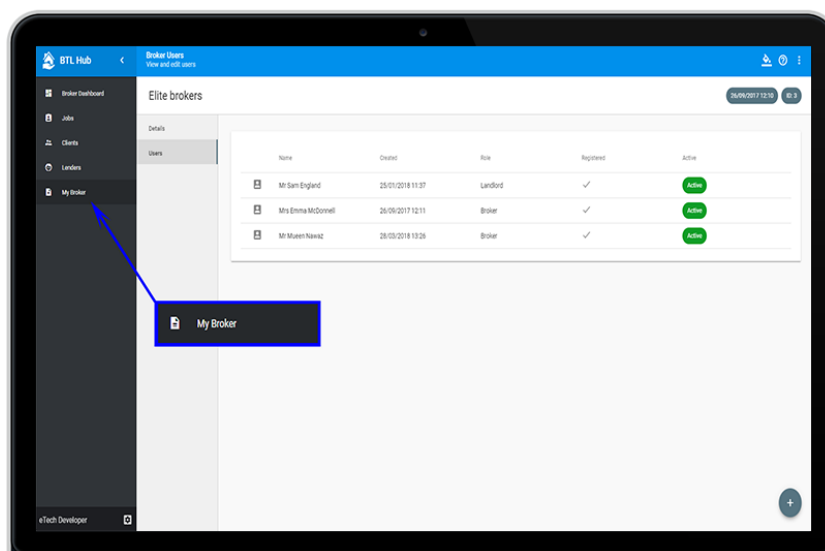 BTL Hub
Broker Users
View and edit users
Broker Dashboard
Jobs
Clients
Lenders
My Broker
Elite brokers
26/09/2017 12:10
ID: 3
Details
Users
Name Created Role Registered Active
Mr Sam England 25/01/2018 11:37 Landlord Active
Mrs Emma McDonnell 26/09/2017 12:11 Broker Active
Mr Mueen Nawaz 28/03/2018 13:26 Broker Active
My Broker
eTech Developer